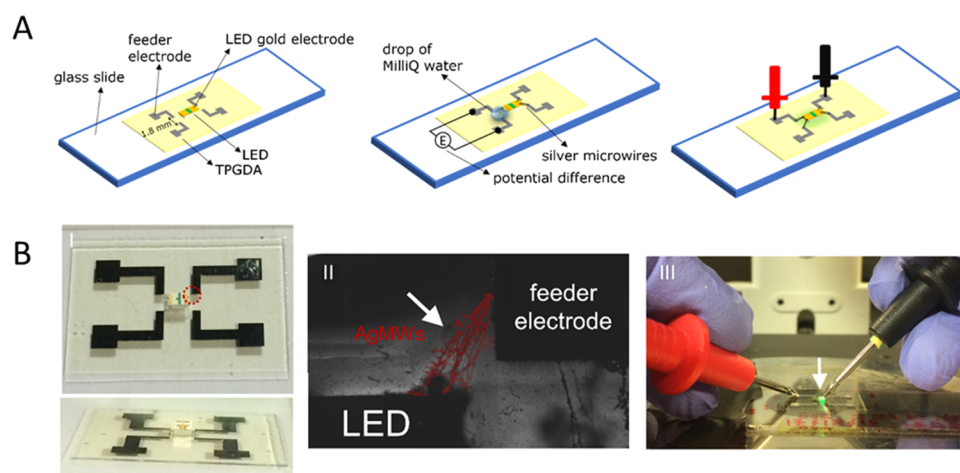 A
feeder
electrode
LED gold electrode
glass slide
1.8 mm
LED
TPGDA
drop of
MilliQ water
E
silver microwires
potential difference
B
II
AgMWs
feeder
electrode
LED
III